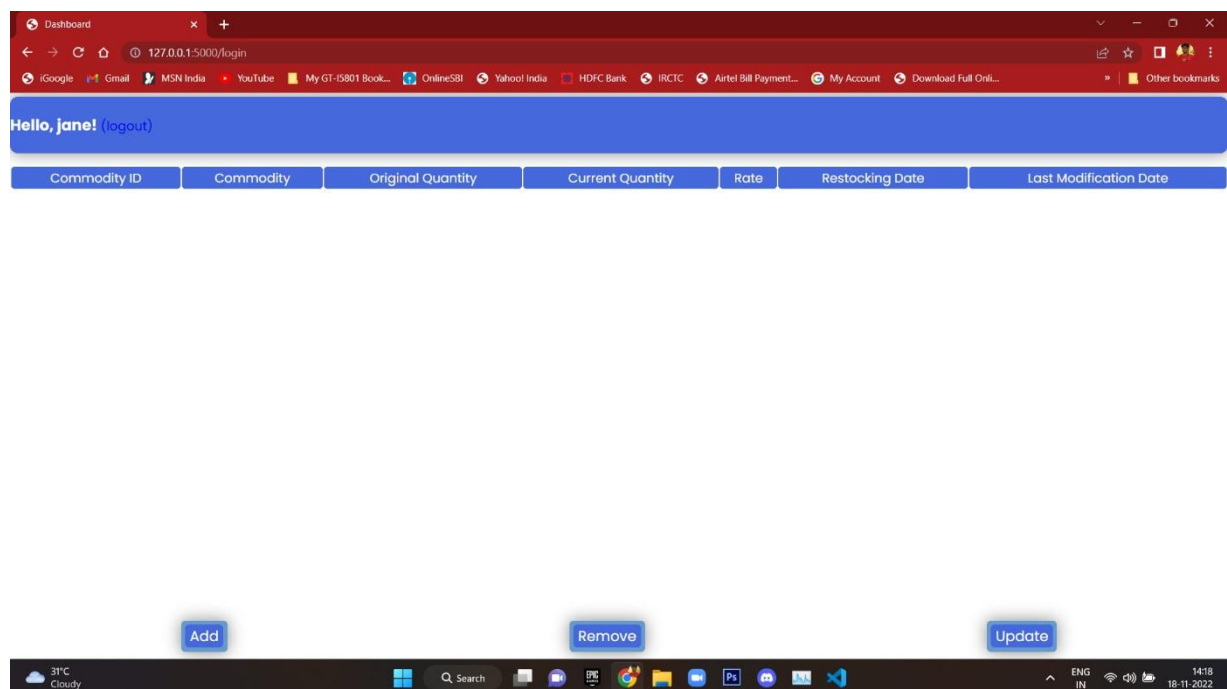 Dashboard
127.0.0.1:5000/login
iGoogle Gmail MSN India YouTube My GT-I5801 Book... OnlineSBI Yahoo! India HDFC Bank IRCTC Airtel Bill Payment... My Account Download Full Onli... » Other bookmarks
Hello, jane! (logout)
Commodity ID Commodity Original Quantity Current Quantity Rate Restocking Date Last Modification Date
Add Remove Update
31°C
Cloudy
Search
EPIC
Ps
ENG
IN
14:18
18-11-2022